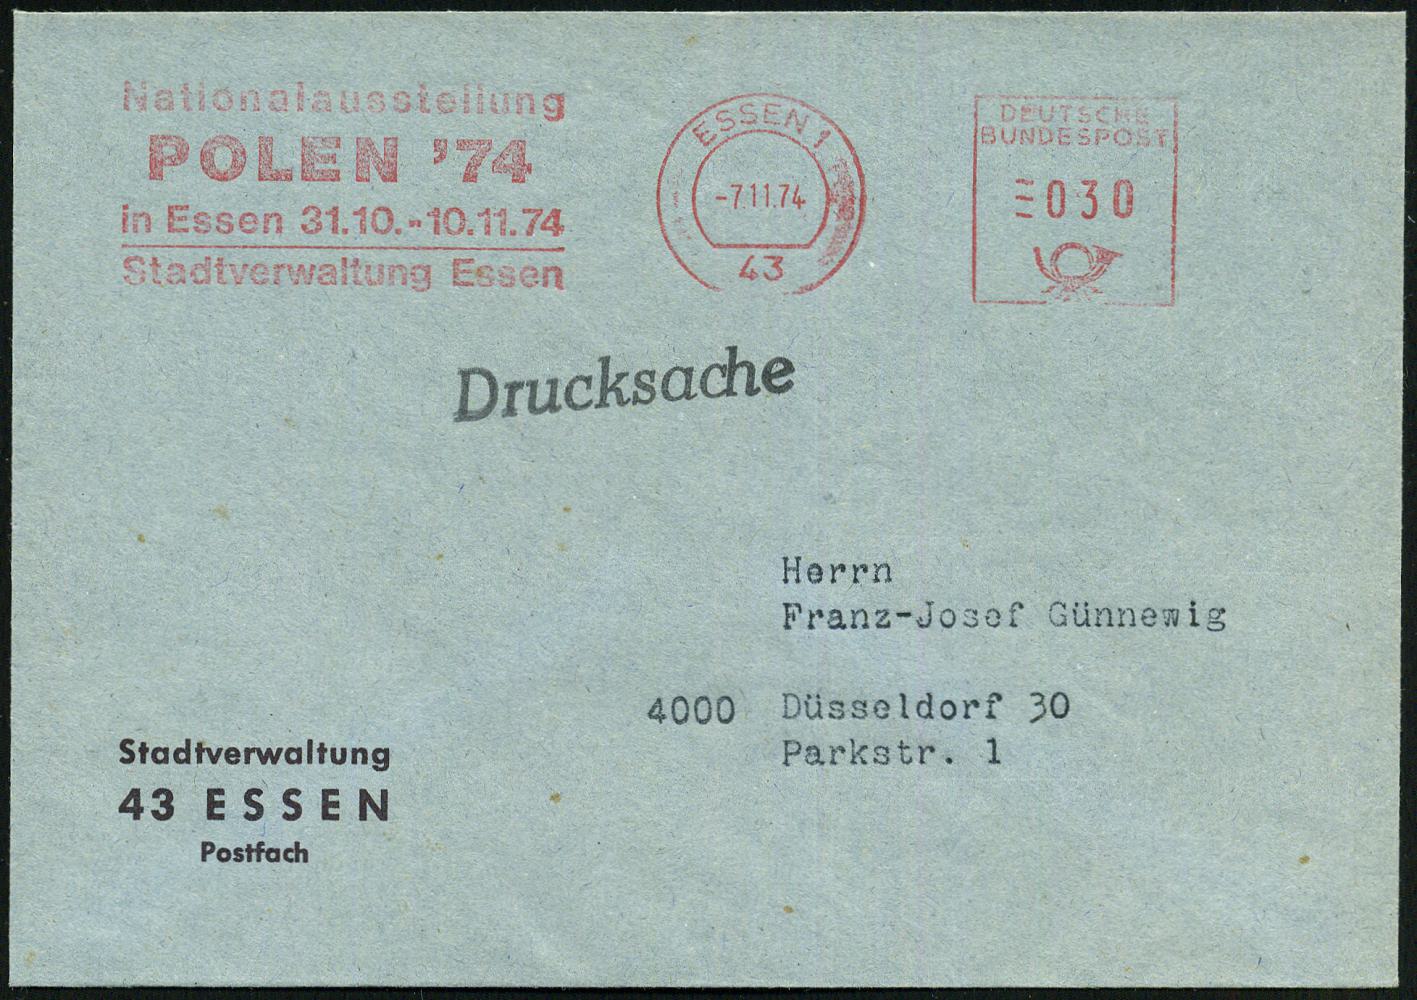 Nationalausstellung
POLEN '74
in Essen 31.10.-10.11.74
Stadtverwaltung Essen
ESSEN 1
-7.11.74
43
DEUTSCHE
BUNDESPOST
030
Drucksache
Herrn
Franz-Josef Günnewig
4000 Düsseldorf 30
Parkstr. 1
Stadtverwaltung
43 ESSEN
Postfach